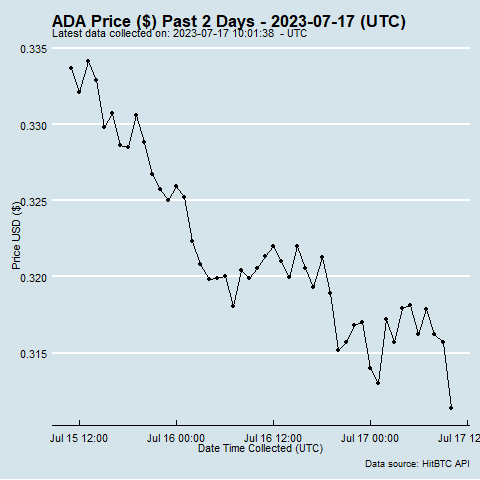 ADA Price ($) Past 2 Days - 2023-07-17 (UTC)
Latest data collected on: 2023-07-17 10:01:38  - UTC
0.335
0.330
0.325
0.320
0.315
Price USD ($)
Jul 15 12:00
Jul 16 00:00
Jul 16 12:00
Jul 17 00:00
Jul 17 12
Date Time Collected (UTC)
Data source: HitBTC API